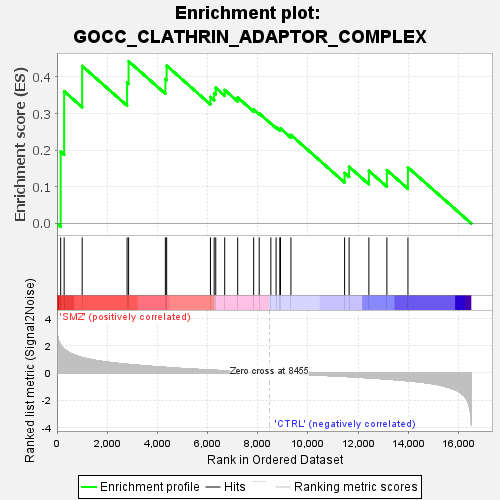 Enrichment plot:
GOCC_CLATHRIN_ADAPTOR_COMPLEX
Enrichment score (ES)
0.4
0.3
0.2
0.1
0.0
'SMZ' (positively correlated)
Ranked list metric (Signal2Noise)
4
2
0
-2
-4
Zero cross at 8455
'CTRL' (negatively correlated)
0
2,000
4,000
6,000
8,000
10,000
12,000
14,000
16,000
Rank in Ordered Dataset
Enrichment profile
Hits
Ranking metric scores